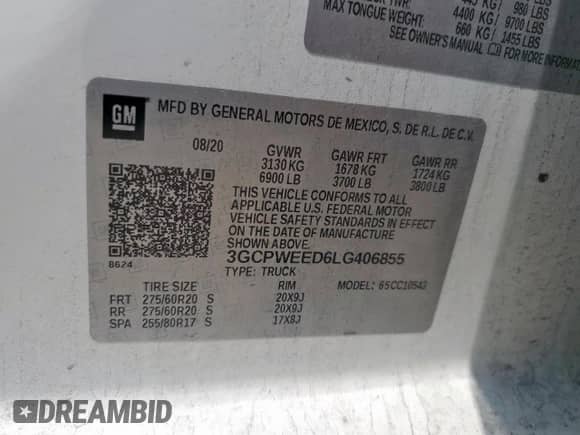 445 KG / 980 LBS
4400 KG / 9700 LBS
MAX TONGUE WEIGHT: 660 KG / 1455 LBS
SEE OWNER'S MANUAL FOR MORE
GM
MFD BY GENERAL MOTORS DE MEXICO, S. DE R.L. DE C.V.
08/20 GVWR GAWR FRT GAWR RR
3130 KG 1678 KG 1724 KG
6900 LB 3700 LB 3800 LB
THIS VEHICLE CONFORMS TO ALL
APPLICABLE U.S. FEDERAL MOTOR
VEHICLE SAFETY STANDARDS IN EFFECT
ON THE DATE OF MANUFACTURE
SHOWN ABOVE.
8624
3GCPWEED6LG406855
TYPE: TRUCK
TIRE SIZE RIM MODEL: 65CC10543
FRT 275/60R20 S 20X9J
RR 275/60R20 S 20X9J
SPA 255/80R17 S 17X8J
DREAMBID